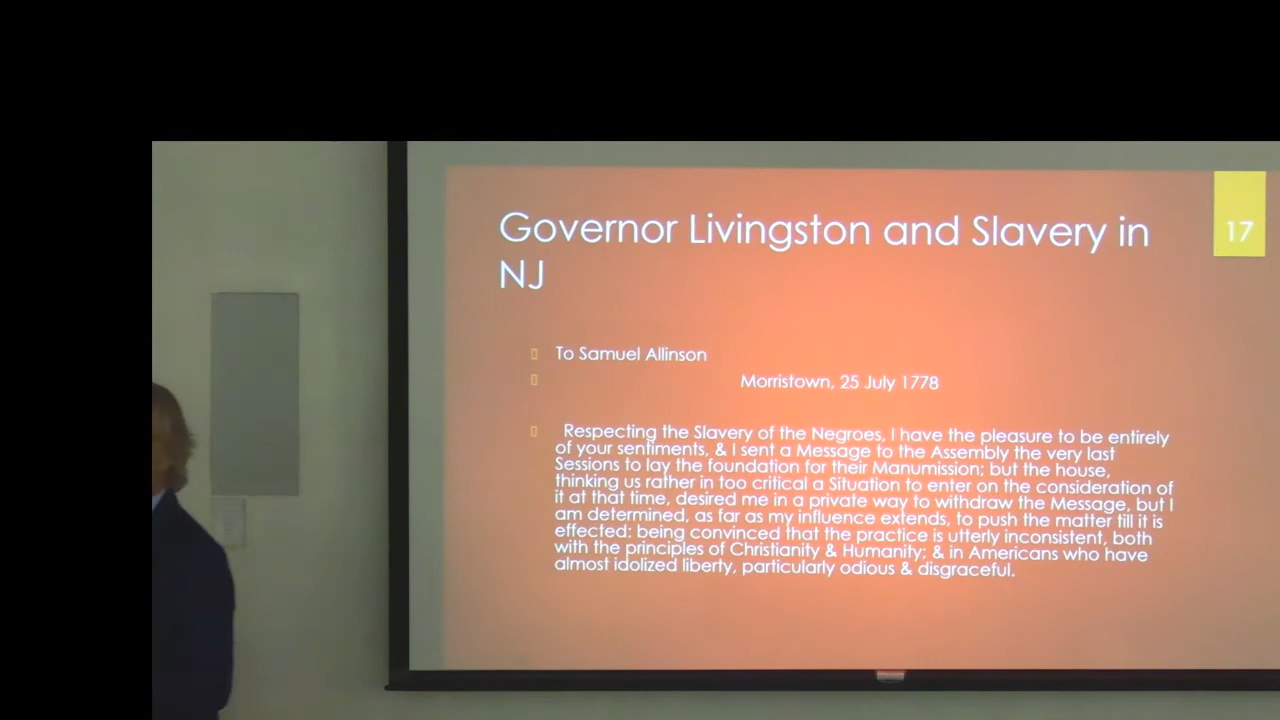 Governor Livingston and Slavery in
NJ
17
To Samuel Allinson
Morristown, 25 July 1778
Respecting the Slavery of the Negroes, I have the pleasure to be entirely
of your sentiments, & I sent a Message to the Assembly the very last
Sessions to lay the foundation for their Manumission; but the house,
thinking us rather in too critical a Situation to enter on the consideration of
it at that time, desired me in a private way to withdraw the Message, but I
am determined, as far as my influence extends, to push the matter till it is
effected: being convinced that the practice is utterly inconsistent, both
with the principles of Christianity & Humanity; & in Americans who have
almost idolized liberty, particularly odious & disgraceful.